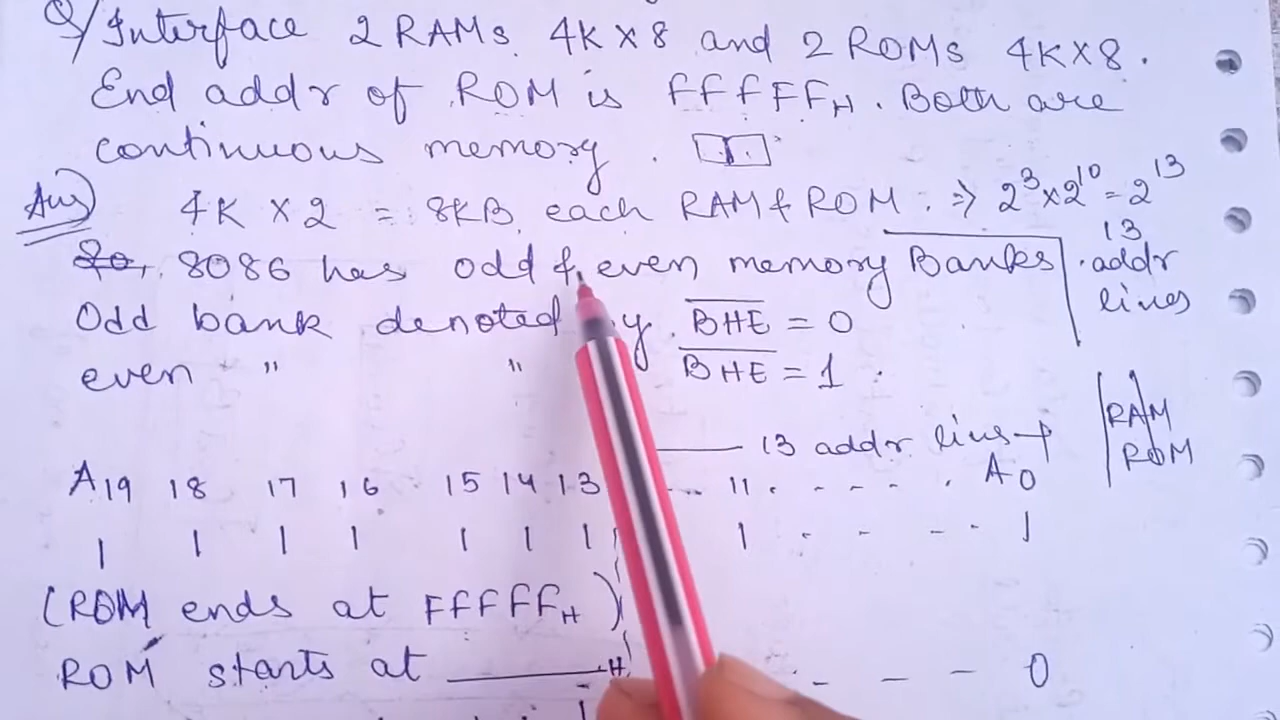 Q/ Interface 2 RAMs 4K X 8 and 2 ROMs 4K X 8.
End addr of ROM is FFFFFH. Both are
continuous memory.
Ans) 4K X 2 = 8KB each RAM & ROM. ⇒ 2^3 x 2^10 = 2^13
8086 has odd & even memory Banks 13 addr lines
Odd bank denoted y BHE = 0
even " " BHE = 1
13 addr lines RAM ROM
A19 18 17 16 15 14 13 .. 11 . - - - . A0
1 1 1 1 1 1 1 1 . - - - 1
(ROM ends at FFFFFH)
ROM starts at ______H - - - 0